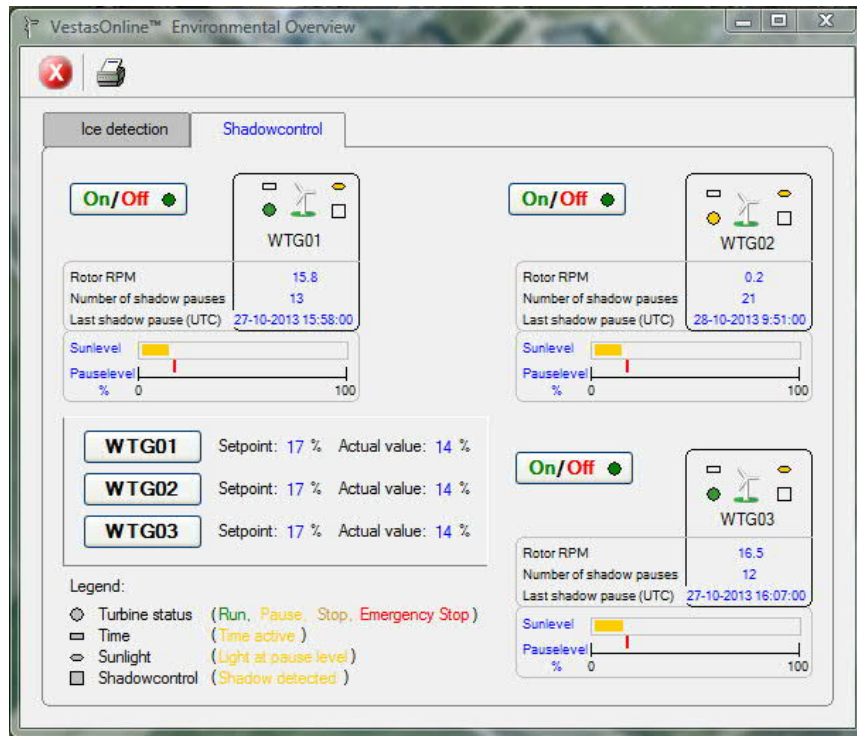 VestasOnline™ Environmental Overview
Ice detection
Shadowcontrol
On/Off
WTG01
Rotor RPM 15.8
Number of shadow pauses 13
Last shadow pause (UTC) 27-10-2013 15:58:00
Sunlevel
Pauselevel
% 0 100
On/Off
WTG02
Rotor RPM 0.2
Number of shadow pauses 21
Last shadow pause (UTC) 28-10-2013 9:51:00
Sunlevel
Pauselevel
% 0 100
WTG01 Setpoint: 17 % Actual value: 14 %
WTG02 Setpoint: 17 % Actual value: 14 %
WTG03 Setpoint: 17 % Actual value: 14 %
On/Off
WTG03
Rotor RPM 16.5
Number of shadow pauses 12
Last shadow pause (UTC) 27-10-2013 16:07:00
Sunlevel
Pauselevel
% 0 100
Legend:
Turbine status (Run, Pause, Stop, Emergency Stop)
Time (Time active )
Sunlight (Light at pause level)
Shadowcontrol (Shadow detected )